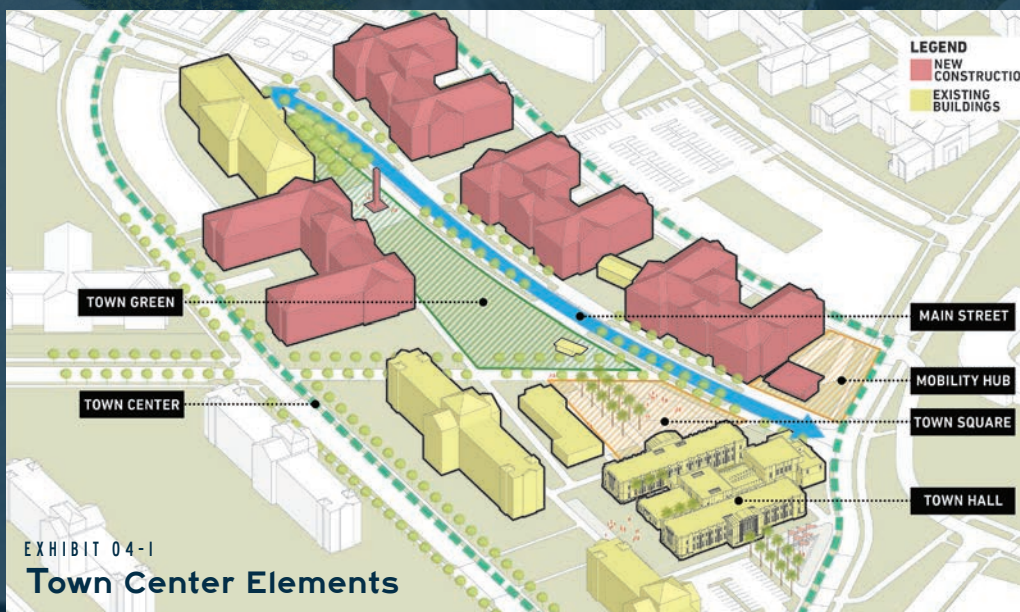 LEGEND
NEW
CONSTRUCTIO
EXISTING
BUILDINGS
TOWN GREEN
MAIN STREET
MOBILITY HUB
TOWN CENTER
TOWN SQUARE
TOWN HALL
EXHIBIT 04-1
Town Center Elements